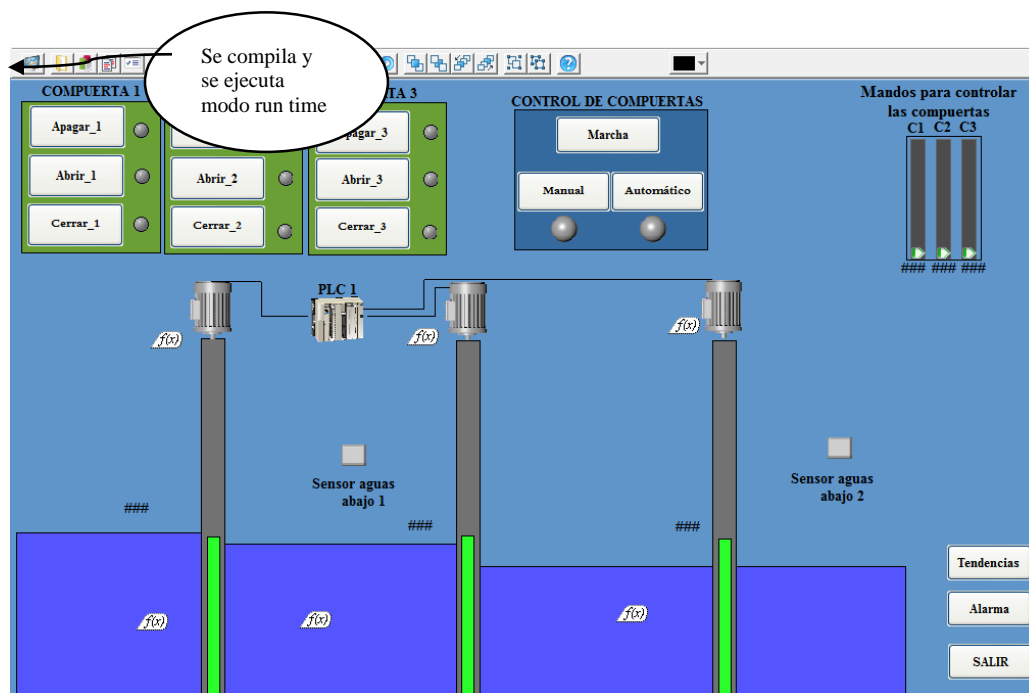 Se compila y
se ejecuta
modo run time
COMPUERTA 1
TA 3
Apagar_1
Abrir_1
Cerrar_1
Abrir_2
Cerrar_2
pagar_3
Abrir_3
Cerrar_3
CONTROL DE COMPUERTAS
Marcha
Manual
Automático
Mandos para controlar
las compuertas
C1 C2 C3
### ### ###
PLC 1
f(x)
f(x)
f(x)
Sensor aguas
abajo 1
Sensor aguas
abajo 2
###
###
###
f(x)
f(x)
f(x)
Tendencias
Alarma
SALIR